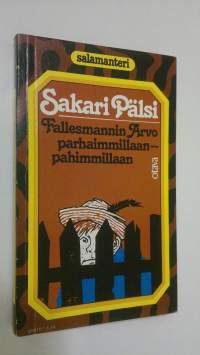 salamanteri
Sakari Pälsi
Fallesmannin Arvo
parhaimmillaan–
pahimmillaan
OTAVA